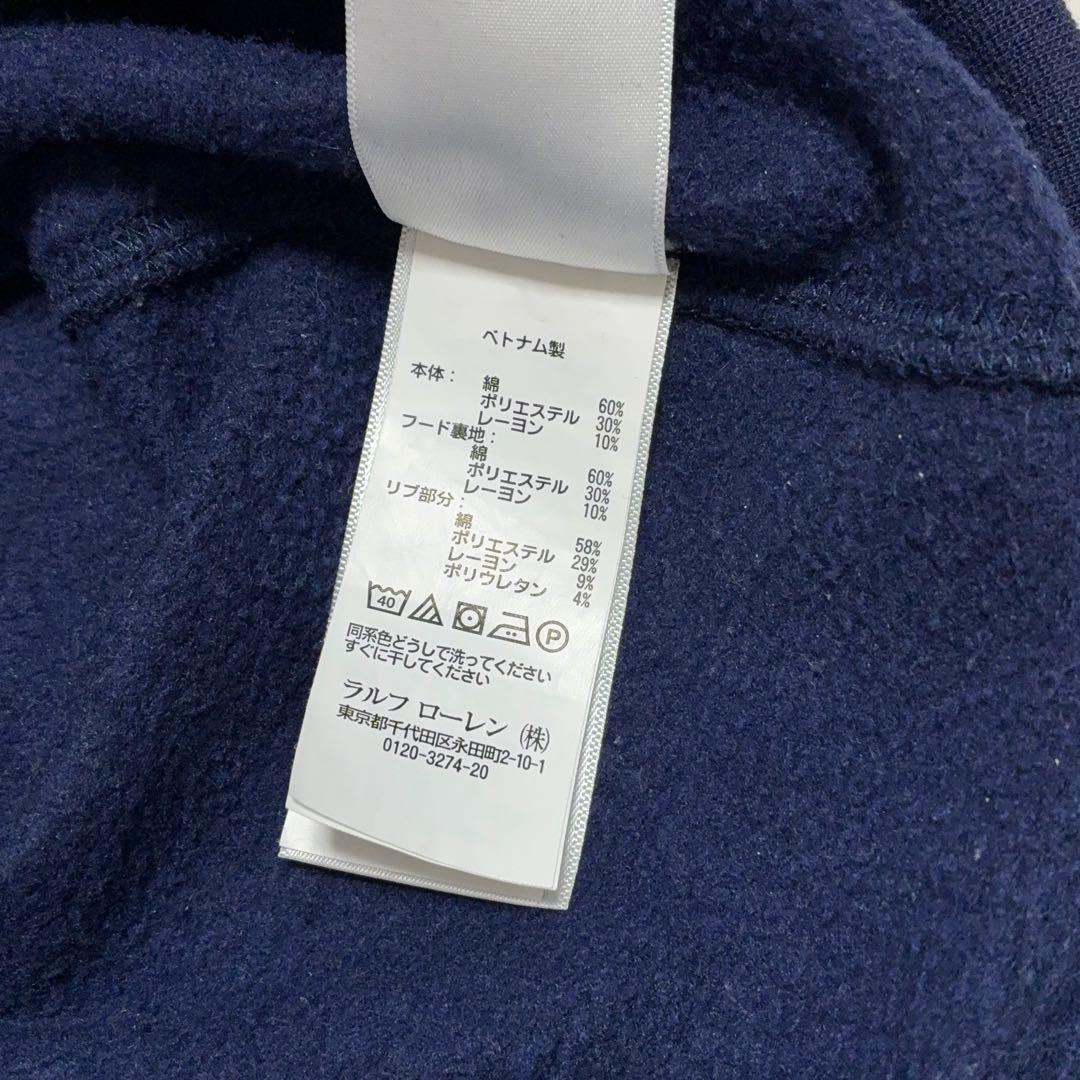 ベトナム製
本体:
綿 60%
ポリエステル 30%
レーヨン 10%
フード裏地:
綿 60%
ポリエステル 30%
レーヨン 10%
リブ部分:
綿 58%
ポリエステル 29%
レーヨン 9%
ポリウレタン 4%
40 P
同系色どうしで洗ってください
すぐに干してください
ラルフ ローレン (株)
東京都千代田区永田町2-10-1
0120-3274-20